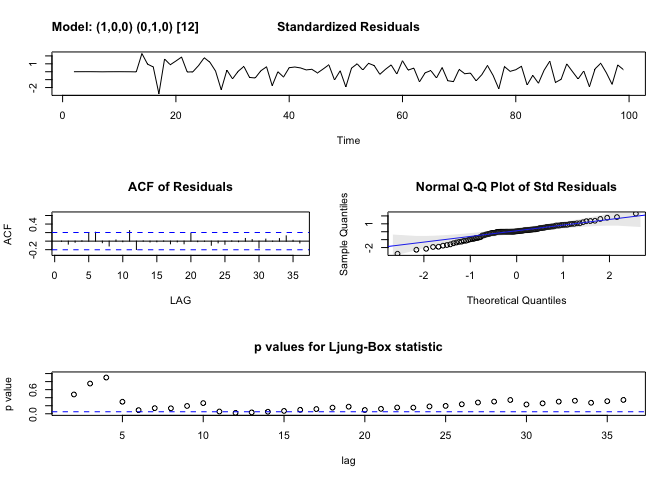 Model: (1,0,0) (0,1,0) [12] Standardized Residuals
1
-2
0 20 40 60 80 100
Time
ACF of Residuals
ACF
0.4
-0.2
0 5 10 15 20 25 30 35
LAG
Normal Q-Q Plot of Std Residuals
Sample Quantiles
1
-2
-2 -1 0 1 2
Theoretical Quantiles
p values for Ljung-Box statistic
p value
0.6
0.0
5 10 15 20 25 30 35
lag